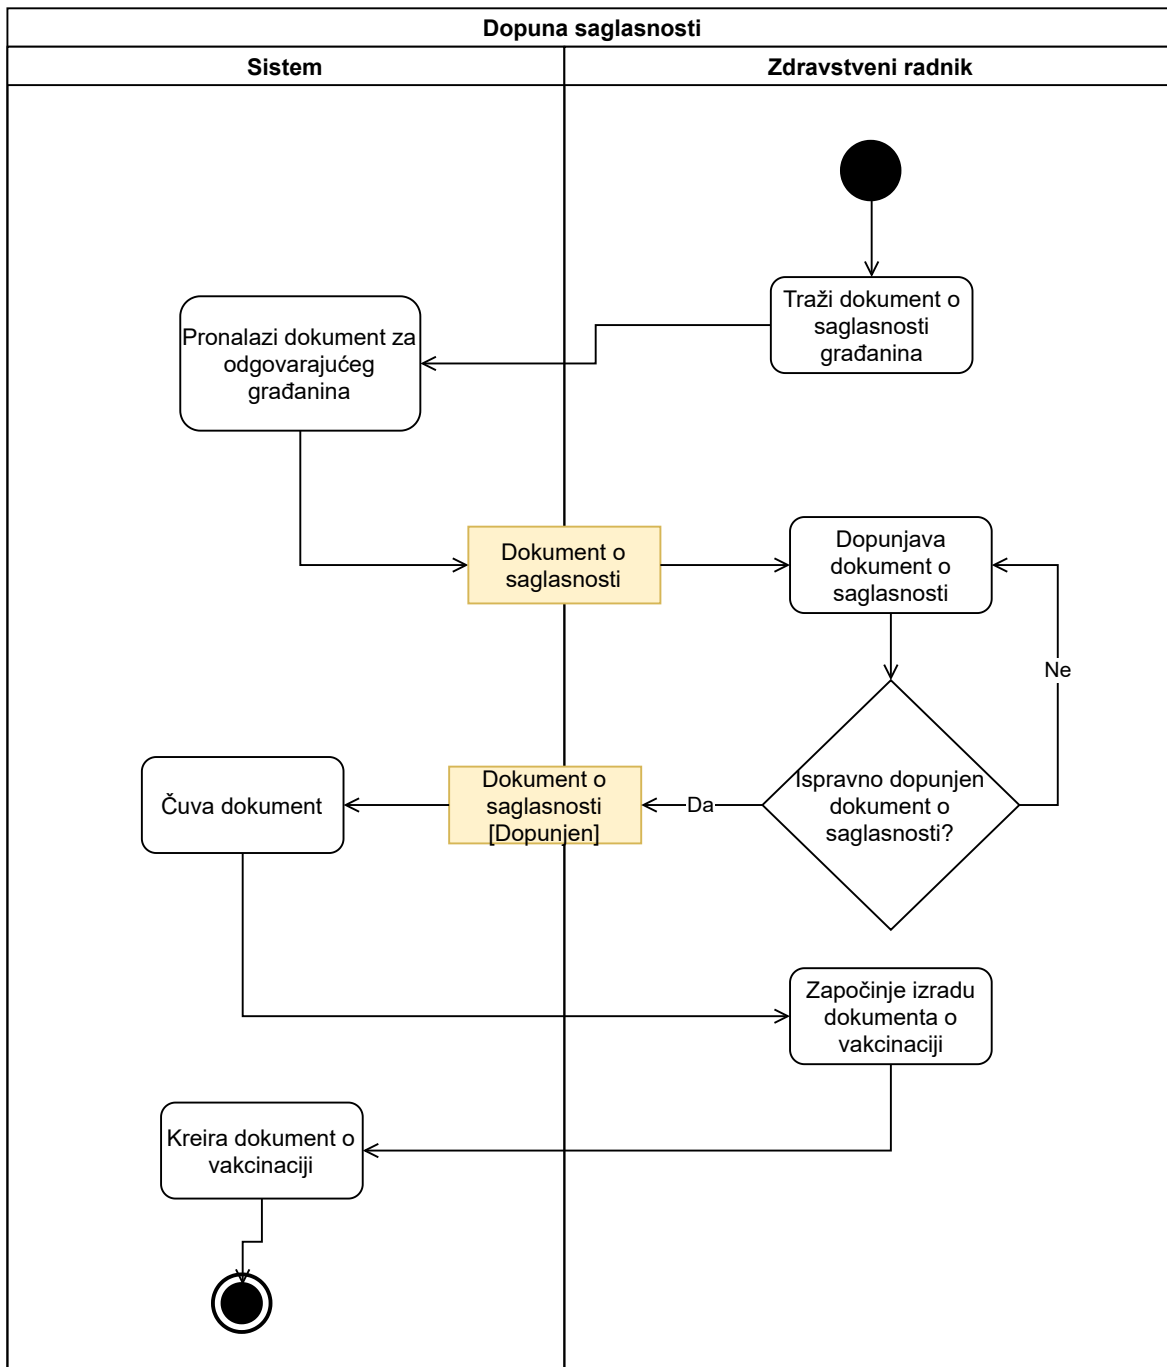 Dopuna saglasnosti
Sistem
Zdravstveni radnik
Traži dokument o
saglasnosti
građanina
Pronalazi dokument za
odgovarajućeg
građanina
Dokument o
saglasnosti
Dopunjava
dokument o
saglasnosti
Ne
Ispravno dopunjen
dokument o
saglasnosti?
Da
Dokument o
saglasnosti
[Dopunjen]
Čuva dokument
Započinje izradu
dokumenta o
vakcinaciji
Kreira dokument o
vakcinaciji